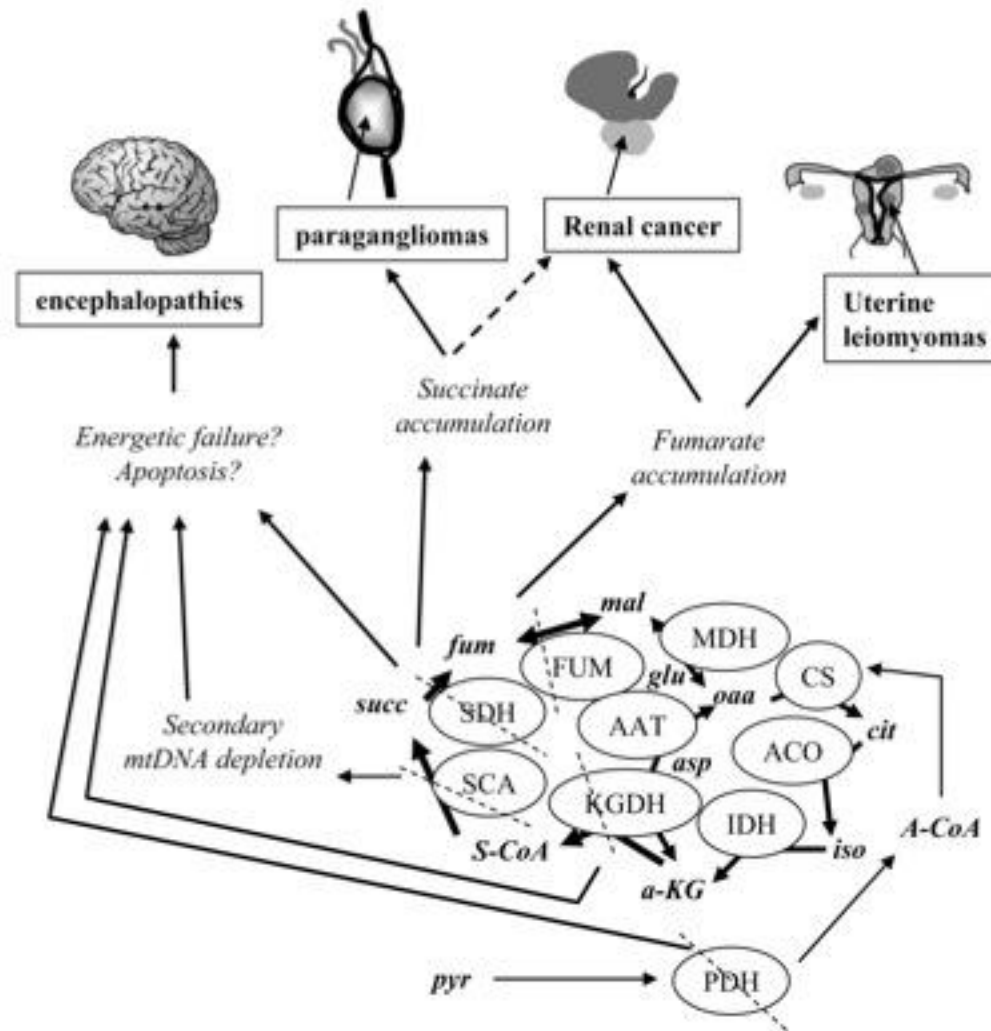 paragangliomas
Renal cancer
encephalopathies
Uterine
leiomyomas
Succinate
accumulation
Energetic failure?
Apoptosis?
Fumarate
accumulation
mal
MDH
fum
FUM
glu
CS
succ
SDH
oaa
AAT
cit
Secondary
mtDNA depletion
ACO
asp
SCA
KGDH
IDH
A-CoA
S-CoA
iso
a-KG
pyr
PDH